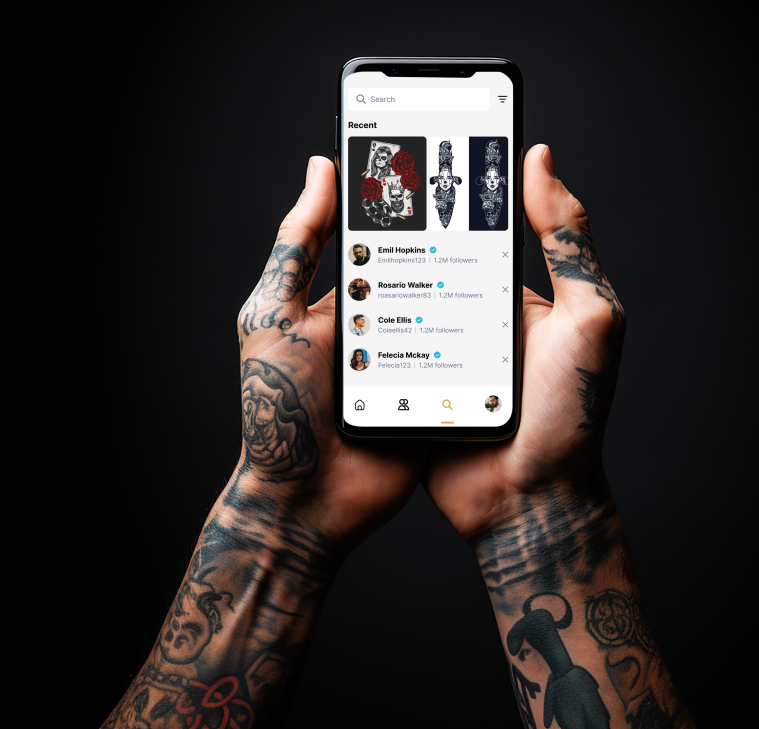 Search
Recent
Emil Hopkins
Emilhopkins123 | 1.2M followers
Rosario Walker
roasariowalker83 | 1.2M followers
Cole Ellis
Coleellis42 | 1.2M followers
Felecia Mckay
Felecia123 | 1.2M followers